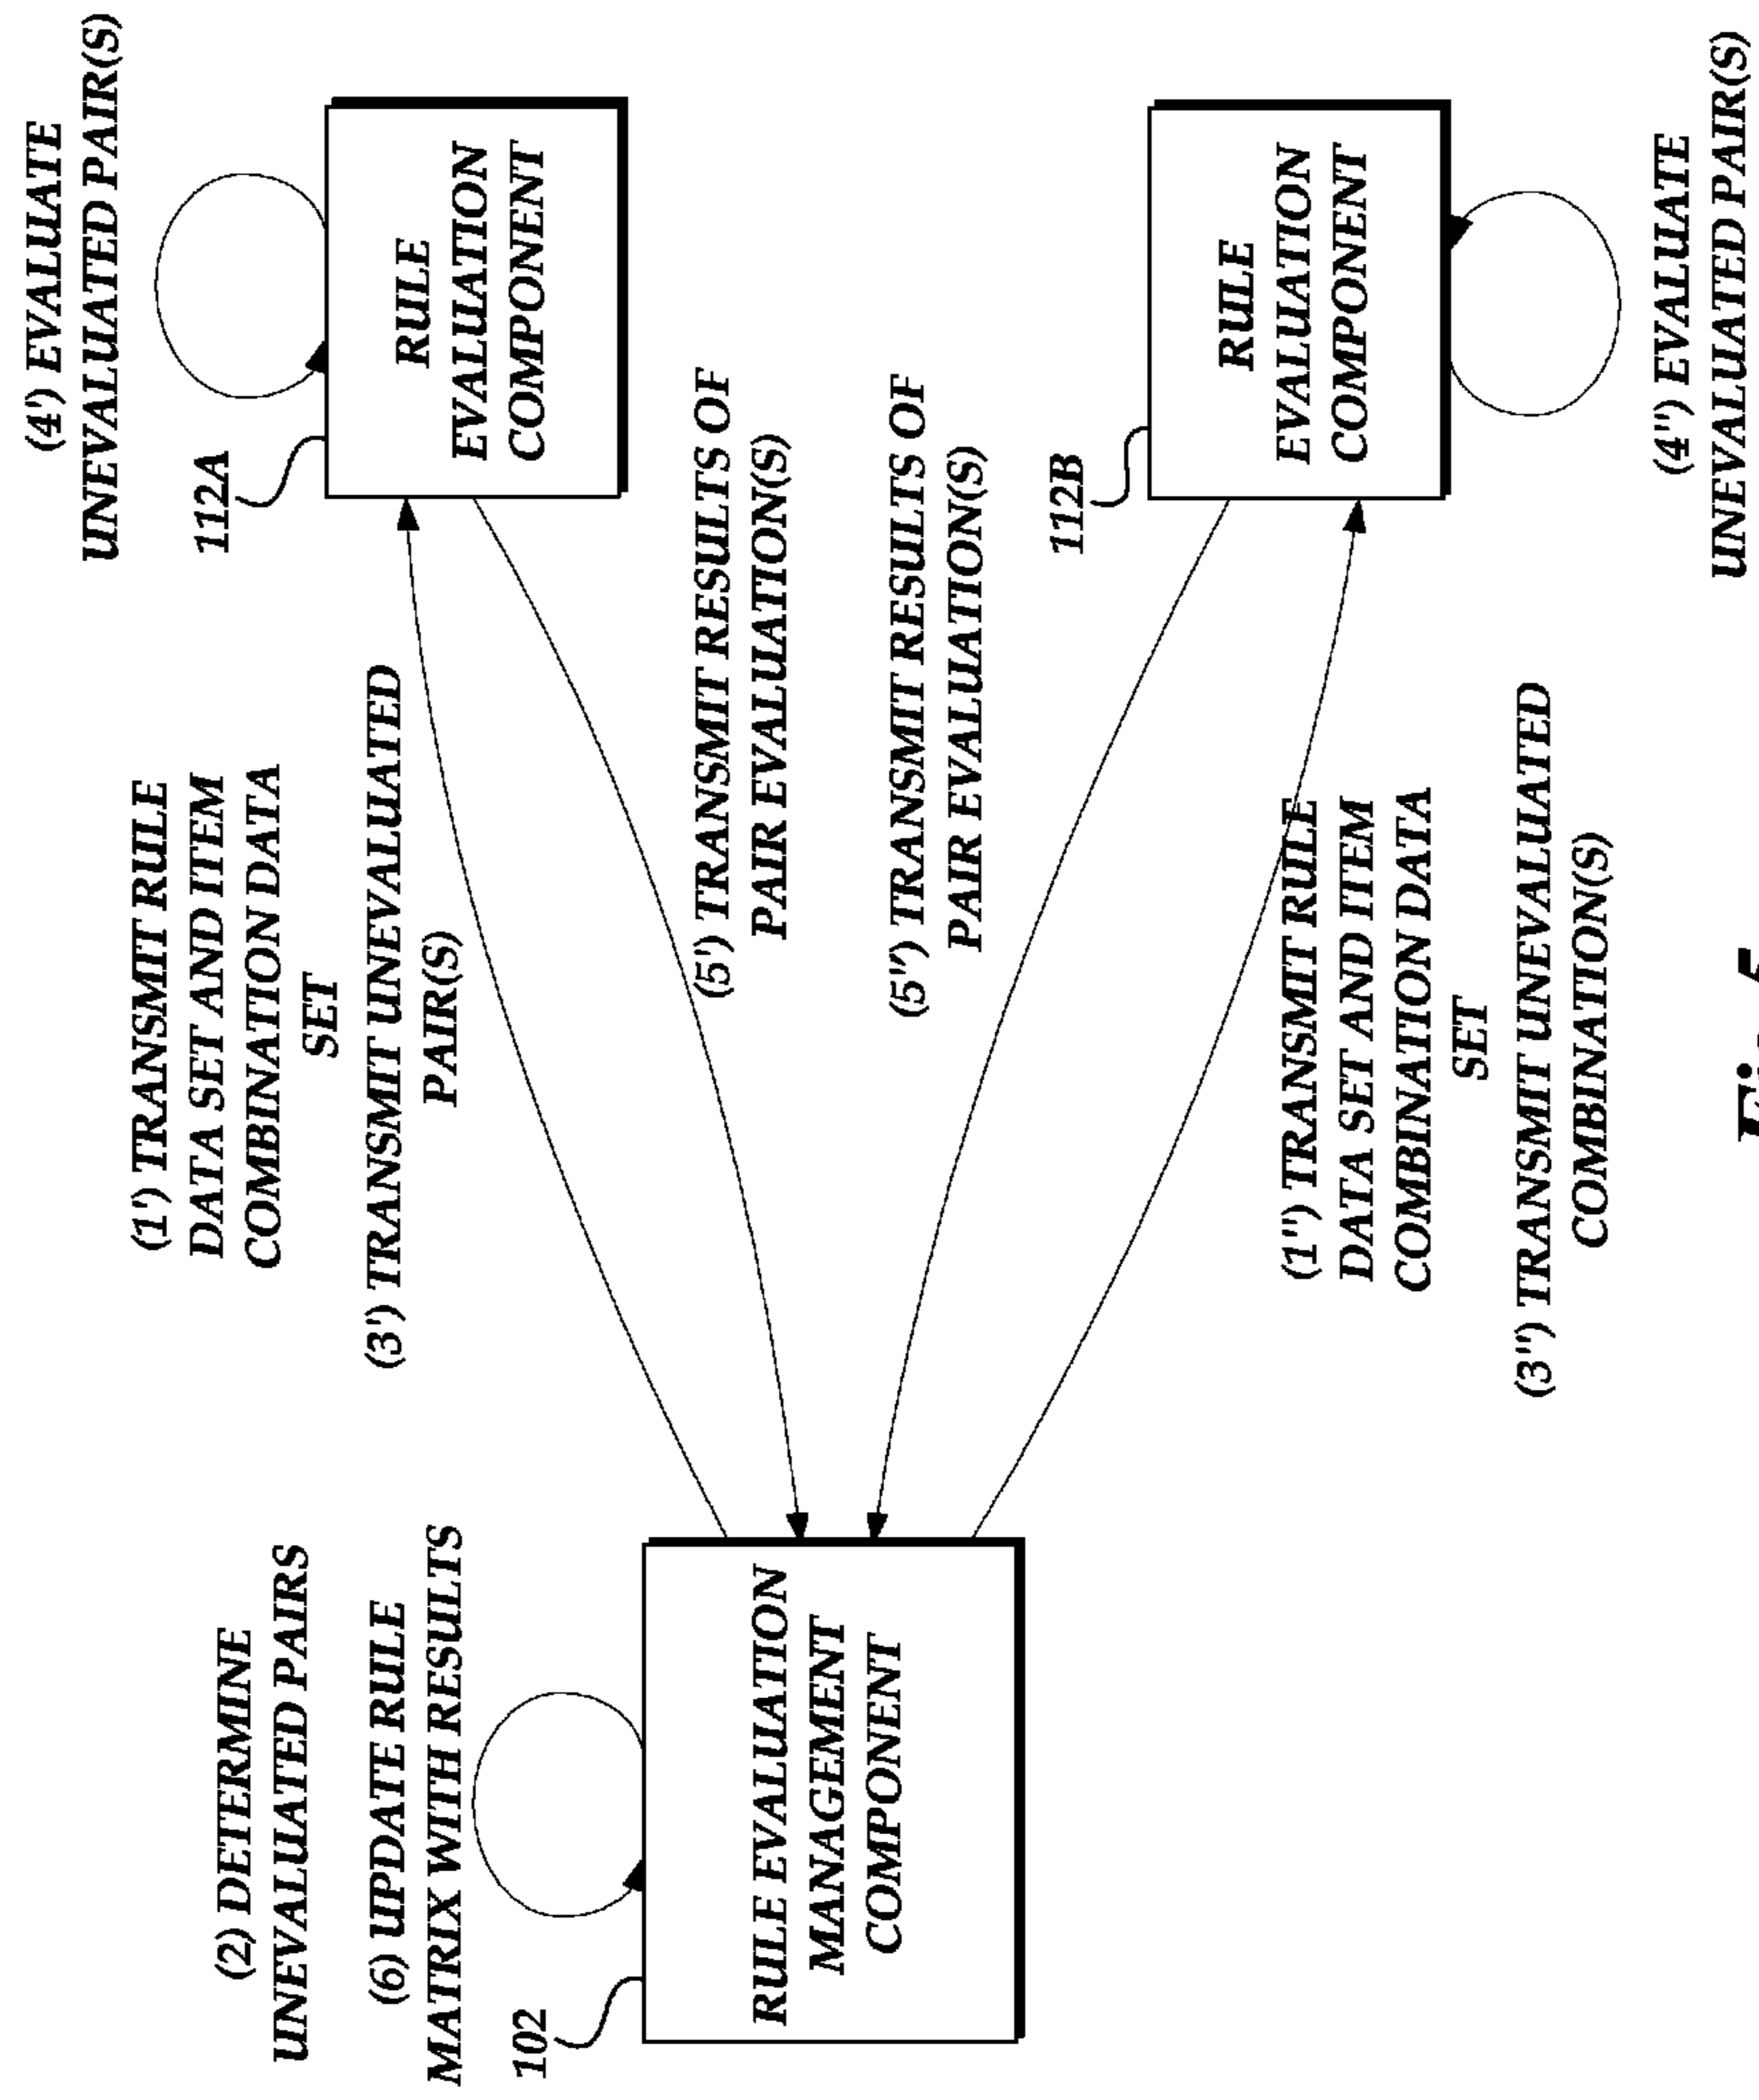 (2) DETERMINE
UNEVALUATED PAIRS
(6) UPDATE RULE
MATRIX WITH RESULTS
102
RULE EVALUATION
MANAGEMENT
COMPONENT
(1') TRANSMIT RULE
DATA SET AND ITEM
COMBINATION DATA
SET
(3') TRANSMIT UNEVALUATED
PAIR(S)
(5') TRANSMIT RESULTS OF
PAIR EVALUATION(S)
(5'') TRANSMIT RESULTS OF
PAIR EVALUATION(S)
(1'') TRANSMIT RULE
DATA SET AND ITEM
COMBINATION DATA
SET
(3'') TRANSMIT UNEVALUATED
COMBINATION(S)
(4') EVALUATE
UNEVALUATED PAIR(S)
112A
RULE
EVALUATION
COMPONENT
112B
RULE
EVALUATION
COMPONENT
(4'') EVALUATE
UNEVALUATED PAIR(S)